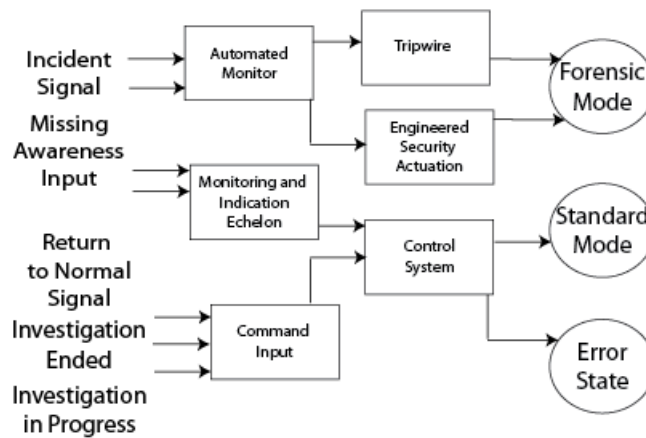 Incident
Signal
Missing
Awareness
Input
Return
to Normal
Signal
Investigation
Ended
Investigation
in Progress
Automated
Monitor
Monitoring and
Indication
Echelon
Command
Input
Tripwire
Engineered
Security
Actuation
Control
System
Forensic
Mode
Standard
Mode
Error
State